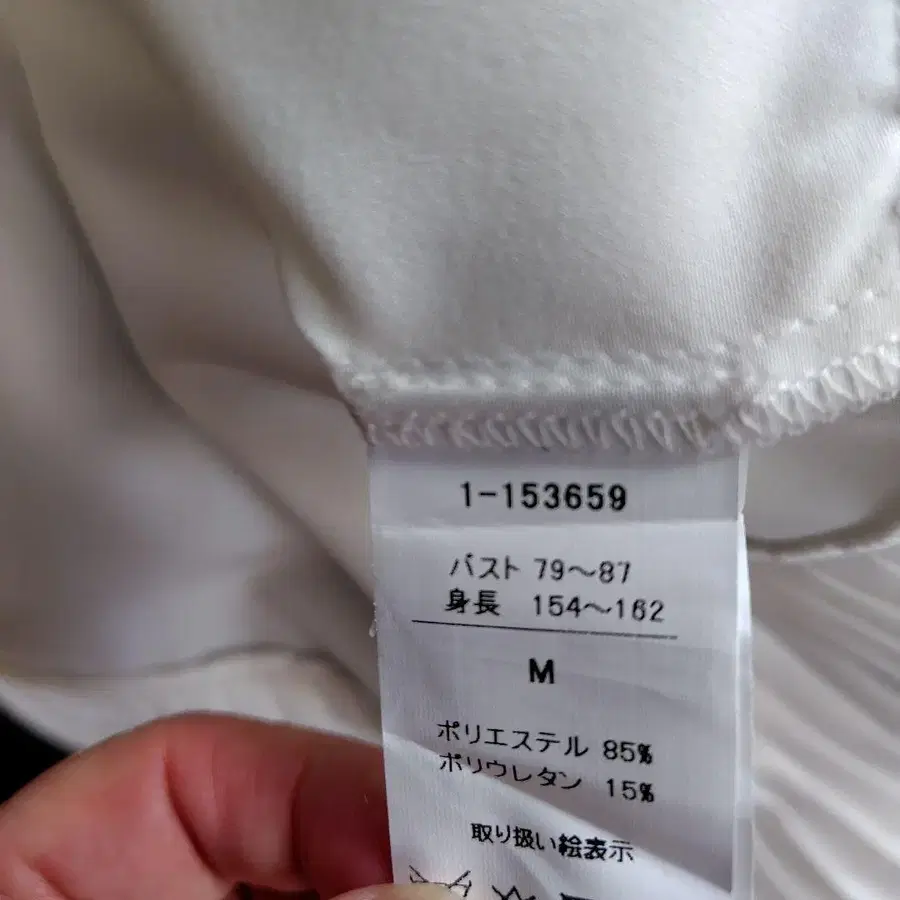 1-153659
バスト 79～87
身長 154～162
M
ポリエステル 85%
ポリウレタン 15%
取り扱い絵表示